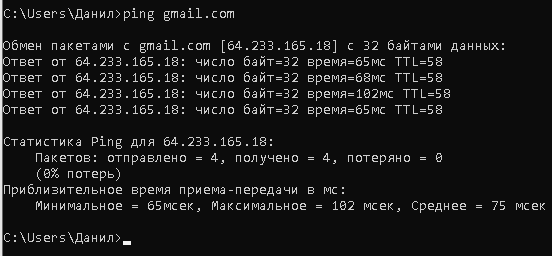 C:\Users\Данил>ping gmail.com
Обмен пакетами с gmail.com [64.233.165.18] с 32 байтами данных:
Ответ от 64.233.165.18: число байт=32 время=65мс TTL=58
Ответ от 64.233.165.18: число байт=32 время=68мс TTL=58
Ответ от 64.233.165.18: число байт=32 время=102мс TTL=58
Ответ от 64.233.165.18: число байт=32 время=65мс TTL=58
Статистика Ping для 64.233.165.18:
Пакетов: отправлено = 4, получено = 4, потеряно = 0
(0% потерь)
Приблизительное время приема-передачи в мс:
Минимальное = 65мсек, Максимальное = 102 мсек, Среднее = 75 мсек
C:\Users\Данил>